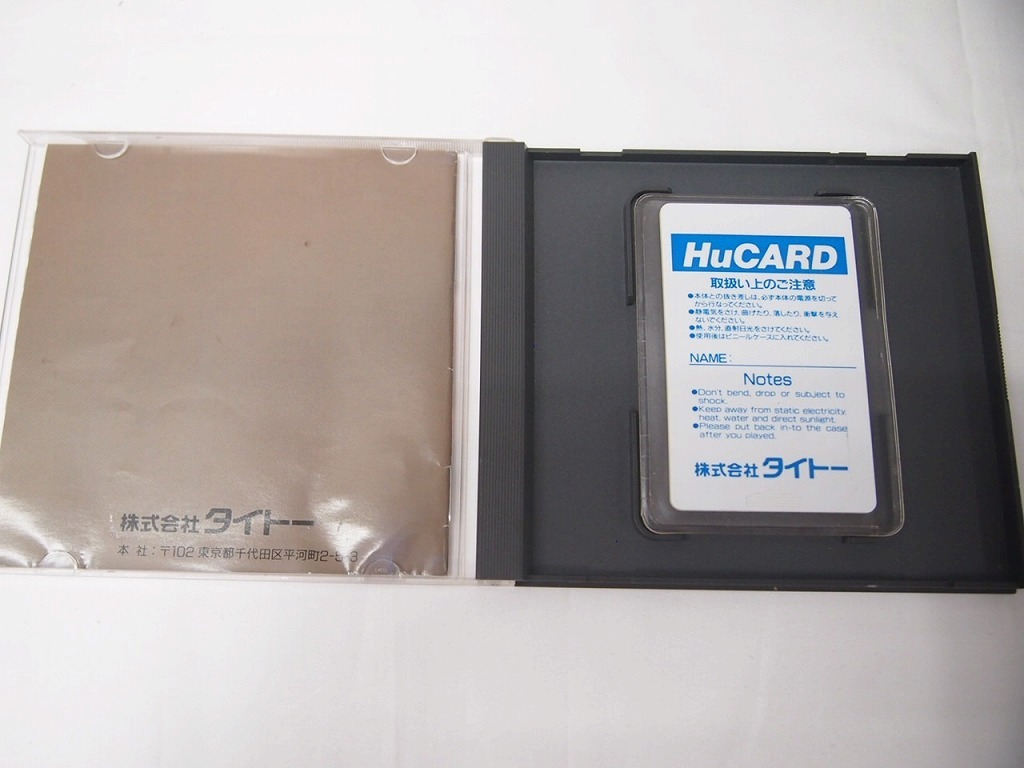 株式会社タイトー
本 社：〒102 東京都千代田区平河町2-5-3
HuCARD
取扱い上のご注意
●本体との抜き差しは、必ず本体の電源を切って
から行なってください。
●静電気をさけ、曲げたり、落したり、衝撃を与え
ないでください。
●熱、水分、直射日光をさけてください。
●使用後はビニールケースに入れてください。
NAME:
Notes
●Don't bend, drop or subject to
shock.
●Keep away from static electricity,
heat, water and direct sunlight.
●Please put back in-to the case
after you played.
株式会社タイトー